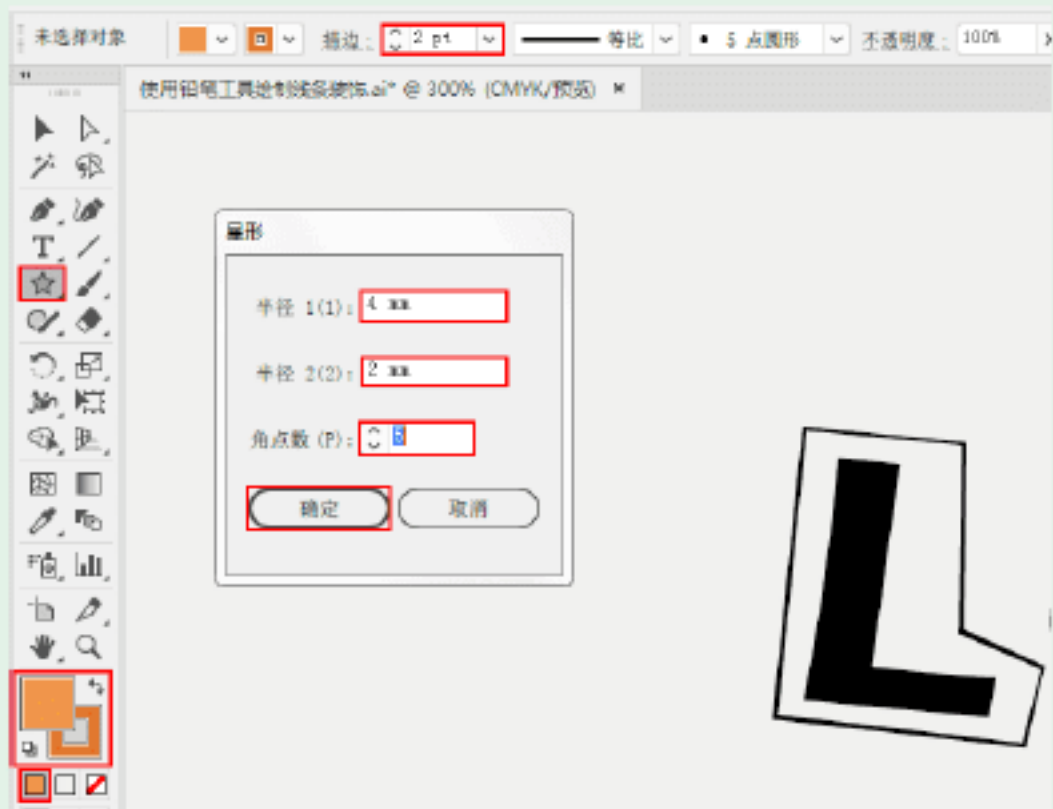 未选择对象 描边: 2 pt 等比 5 点圆形 不透明度: 100%
使用铅笔工具绘制线条装饰.ai* @ 300% (CMYK/预览) ×
星形
半径 1(1): 4 mm
半径 2(2): 2 mm
角点数 (P): 5
确定 取消
L